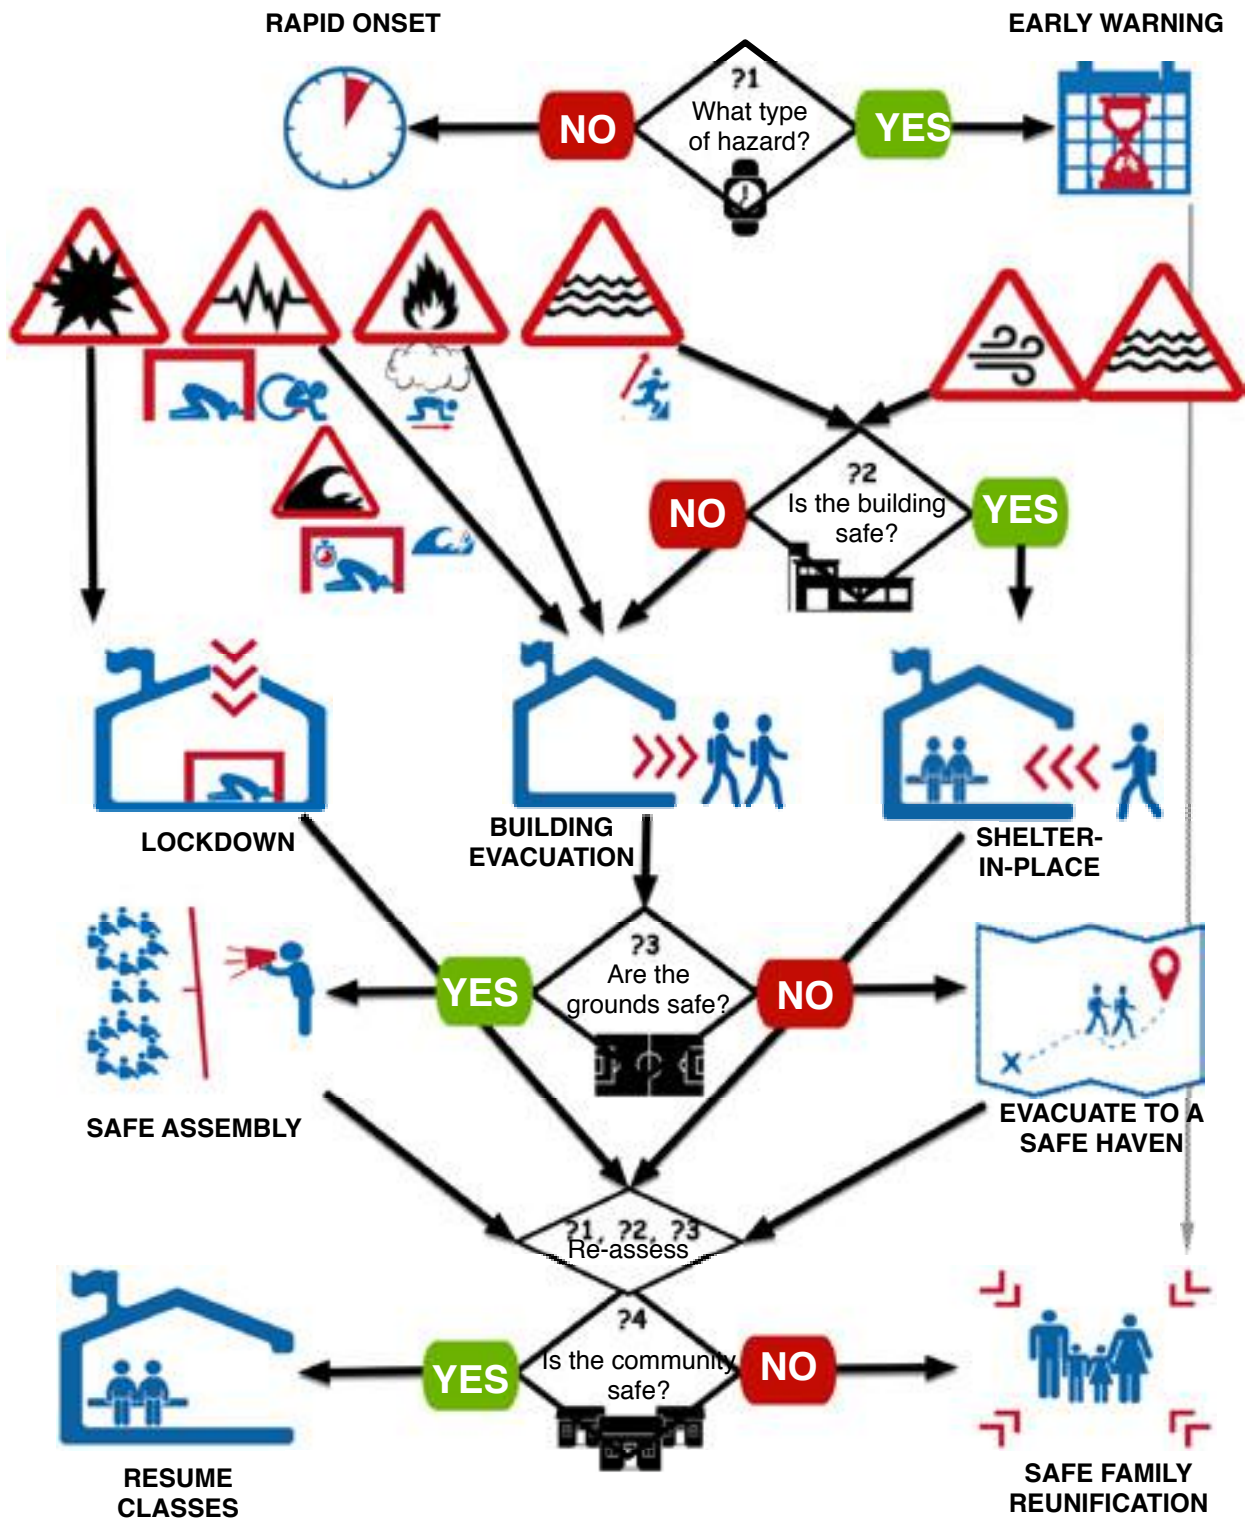 RAPID ONSET
EARLY WARNING
?1
What type
of hazard?
NO
YES
?2
Is the building
safe?
NO
YES
LOCKDOWN
BUILDING
EVACUATION
SHELTER-
IN-PLACE
?3
Are the
grounds safe?
YES
NO
SAFE ASSEMBLY
EVACUATE TO A
SAFE HAVEN
?1, ?2, ?3
Re-assess
?4
Is the community
safe?
YES
NO
RESUME
CLASSES
SAFE FAMILY
REUNIFICATION